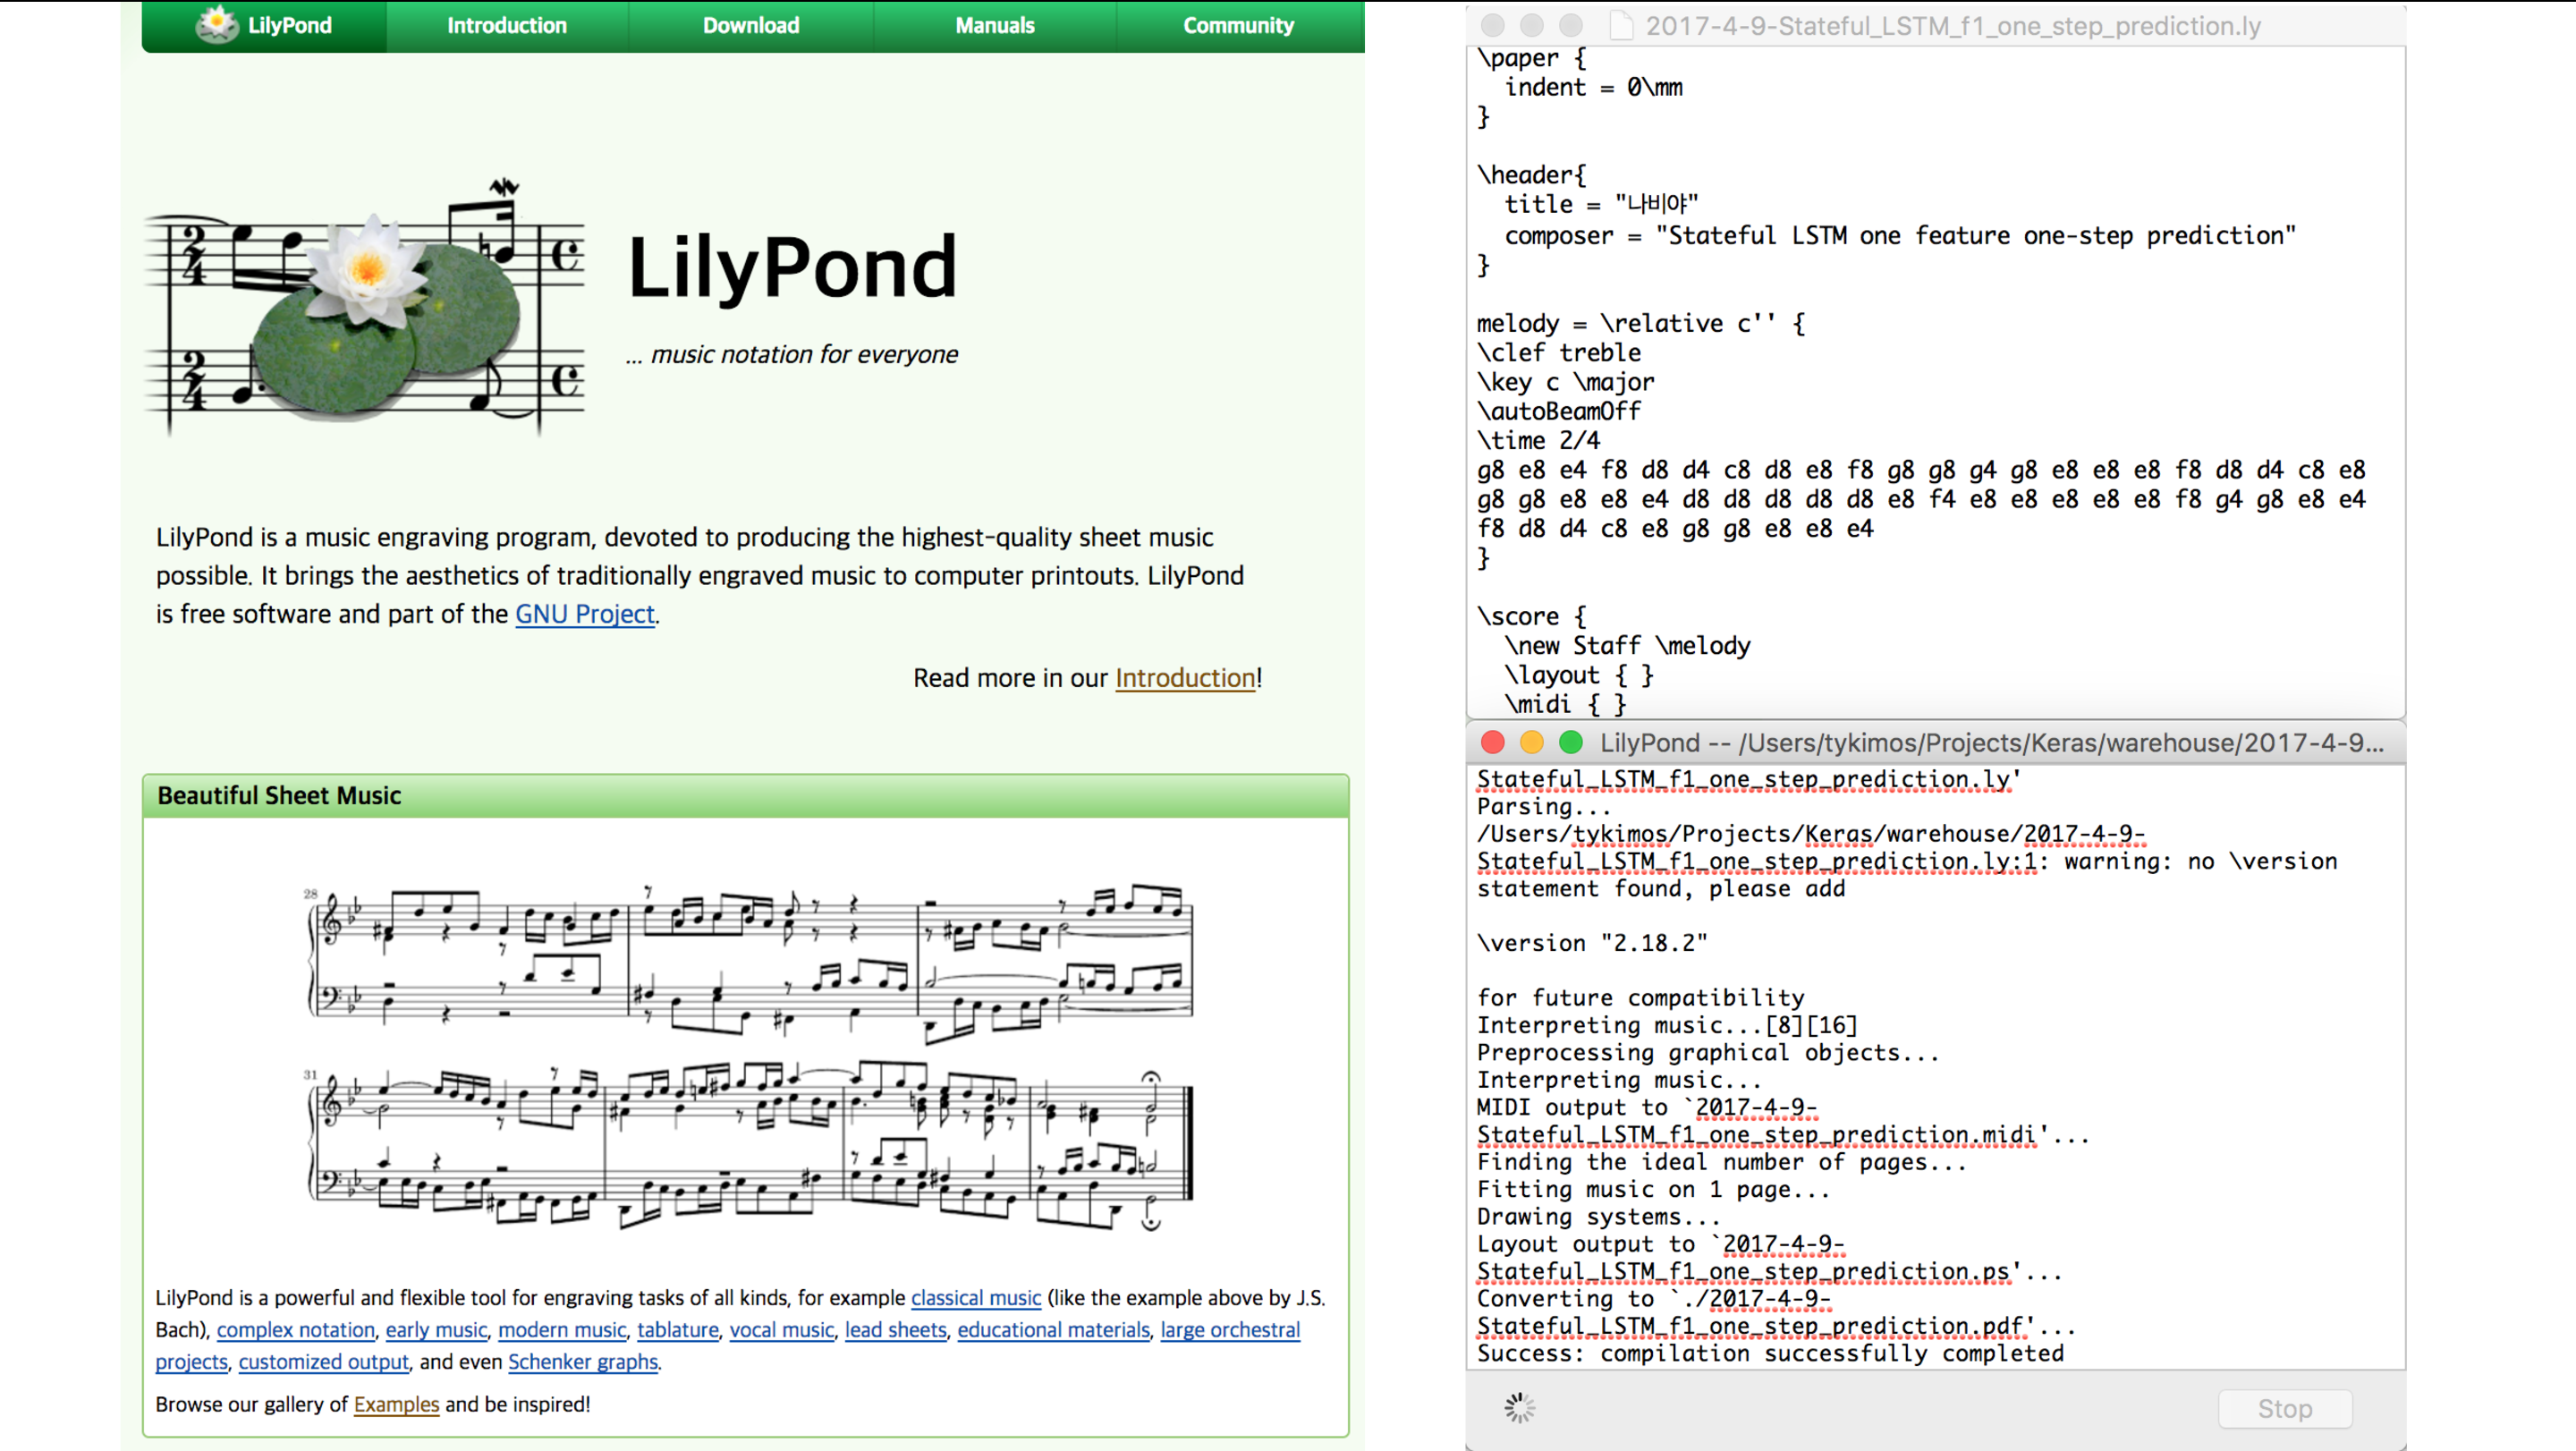 LilyPond Introduction Download Manuals Community
LilyPond
... music notation for everyone
LilyPond is a music engraving program, devoted to producing the highest-quality sheet music
possible. It brings the aesthetics of traditionally engraved music to computer printouts. LilyPond
is free software and part of the GNU Project.
Read more in our Introduction!
Beautiful Sheet Music
28
31
LilyPond is a powerful and flexible tool for engraving tasks of all kinds, for example classical music (like the example above by J.S.
Bach), complex notation, early music, modern music, tablature, vocal music, lead sheets, educational materials, large orchestral
projects, customized output, and even Schenker graphs.
Browse our gallery of Examples and be inspired!
2017-4-9-Stateful_LSTM_f1_one_step_prediction.ly
\paper {
  indent = 0\mm
}
\header{
  title = "나비야"
  composer = "Stateful LSTM one feature one-step prediction"
}
melody = \relative c'' {
\clef treble
\key c \major
\autoBeamOff
\time 2/4
g8 e8 e4 f8 d8 d4 c8 d8 e8 f8 g8 g8 g4 g8 e8 e8 e8 f8 d8 d4 c8 e8
g8 g8 e8 e8 e4 d8 d8 d8 d8 d8 e8 f4 e8 e8 e8 e8 e8 f8 g4 g8 e8 e4
f8 d8 d4 c8 e8 g8 g8 e8 e8 e4
}
\score {
  \new Staff \melody
  \layout { }
  \midi { }
LilyPond -- /Users/tykimos/Projects/Keras/warehouse/2017-4-9...
Stateful_LSTM_f1_one_step_prediction.ly'
Parsing...
/Users/tykimos/Projects/Keras/warehouse/2017-4-9-
Stateful_LSTM_f1_one_step_prediction.ly:1: warning: no \version
statement found, please add
\version "2.18.2"
for future compatibility
Interpreting music...[8][16]
Preprocessing graphical objects...
Interpreting music...
MIDI output to `2017-4-9-
Stateful_LSTM_f1_one_step_prediction.midi'...
Finding the ideal number of pages...
Fitting music on 1 page...
Drawing systems...
Layout output to `2017-4-9-
Stateful_LSTM_f1_one_step_prediction.ps'...
Converting to `./2017-4-9-
Stateful_LSTM_f1_one_step_prediction.pdf'...
Success: compilation successfully completed
Stop